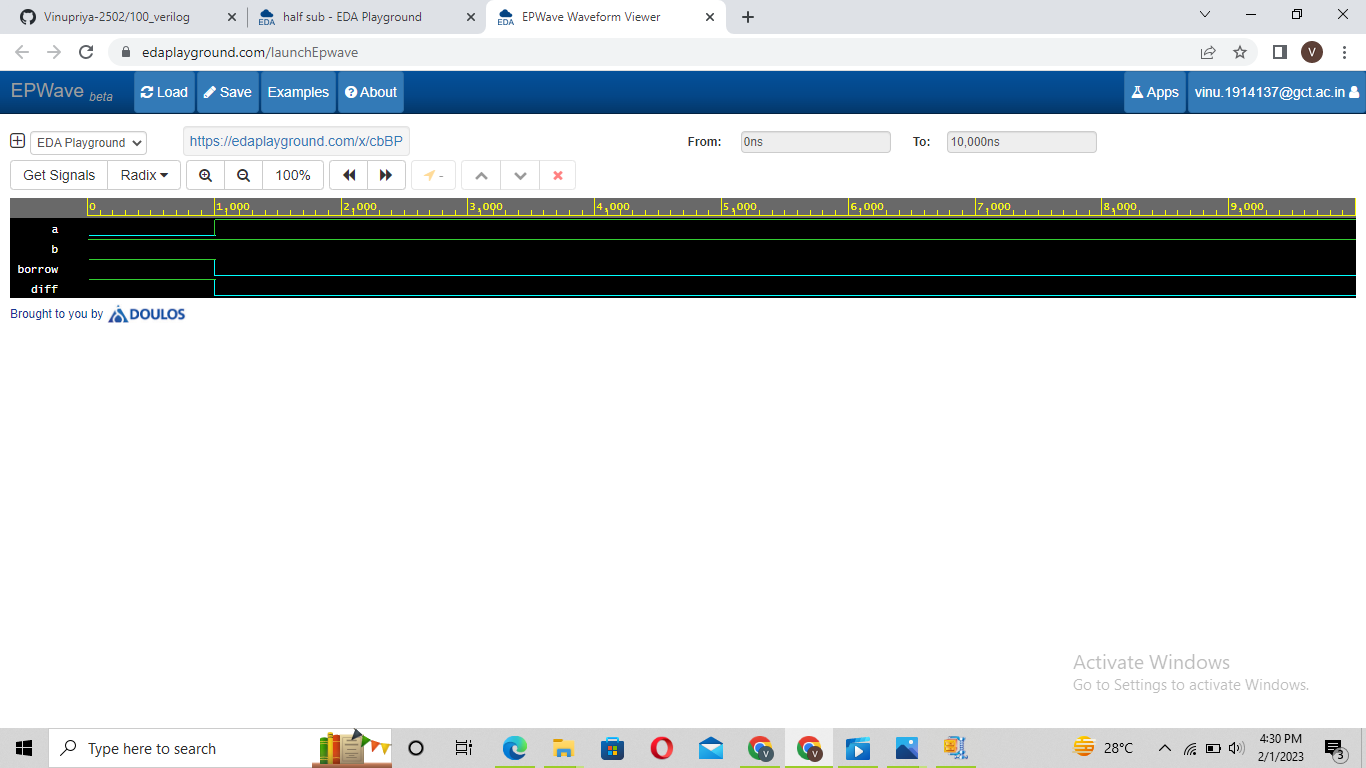 Vinupriya-2502/100_verilog
half sub - EDA Playground
EPWave Waveform Viewer
edaplayground.com/launchEpwave
V
EPWave beta
Load
Save
Examples
About
Apps
vinu.1914137@gct.ac.in
EDA Playground
https://edaplayground.com/x/cbBP
From:
0ns
To:
10,000ns
Get Signals
Radix
100%
-
0 1,000 2,000 3,000 4,000 5,000 6,000 7,000 8,000 9,000
a
b
borrow
diff
Brought to you by DOULOS
Activate Windows
Go to Settings to activate Windows.
Type here to search
28°C
4:30 PM
2/1/2023
3